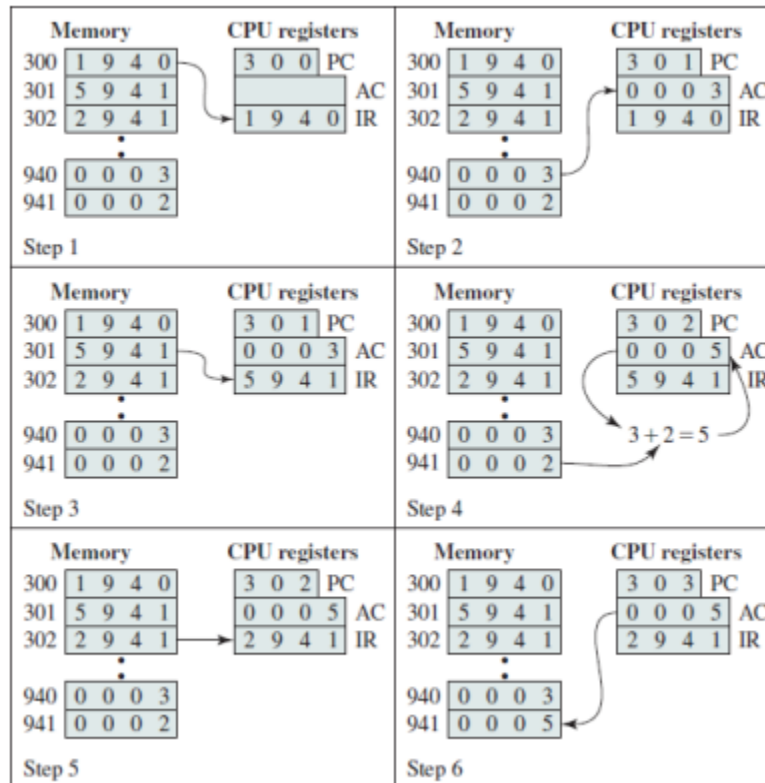 Memory CPU registers
300 1 9 4 0 3 0 0 PC
301 5 9 4 1 AC
302 2 9 4 1 1 9 4 0 IR
940 0 0 0 3
941 0 0 0 2
Step 1
Memory CPU registers
300 1 9 4 0 3 0 1 PC
301 5 9 4 1 0 0 0 3 AC
302 2 9 4 1 1 9 4 0 IR
940 0 0 0 3
941 0 0 0 2
Step 2
Memory CPU registers
300 1 9 4 0 3 0 1 PC
301 5 9 4 1 0 0 0 3 AC
302 2 9 4 1 5 9 4 1 IR
940 0 0 0 3
941 0 0 0 2
Step 3
Memory CPU registers
300 1 9 4 0 3 0 2 PC
301 5 9 4 1 0 0 0 5 AC
302 2 9 4 1 5 9 4 1 IR
940 0 0 0 3 3 + 2 = 5
941 0 0 0 2
Step 4
Memory CPU registers
300 1 9 4 0 3 0 2 PC
301 5 9 4 1 0 0 0 5 AC
302 2 9 4 1 2 9 4 1 IR
940 0 0 0 3
941 0 0 0 2
Step 5
Memory CPU registers
300 1 9 4 0 3 0 3 PC
301 5 9 4 1 0 0 0 5 AC
302 2 9 4 1 2 9 4 1 IR
940 0 0 0 3
941 0 0 0 5
Step 6